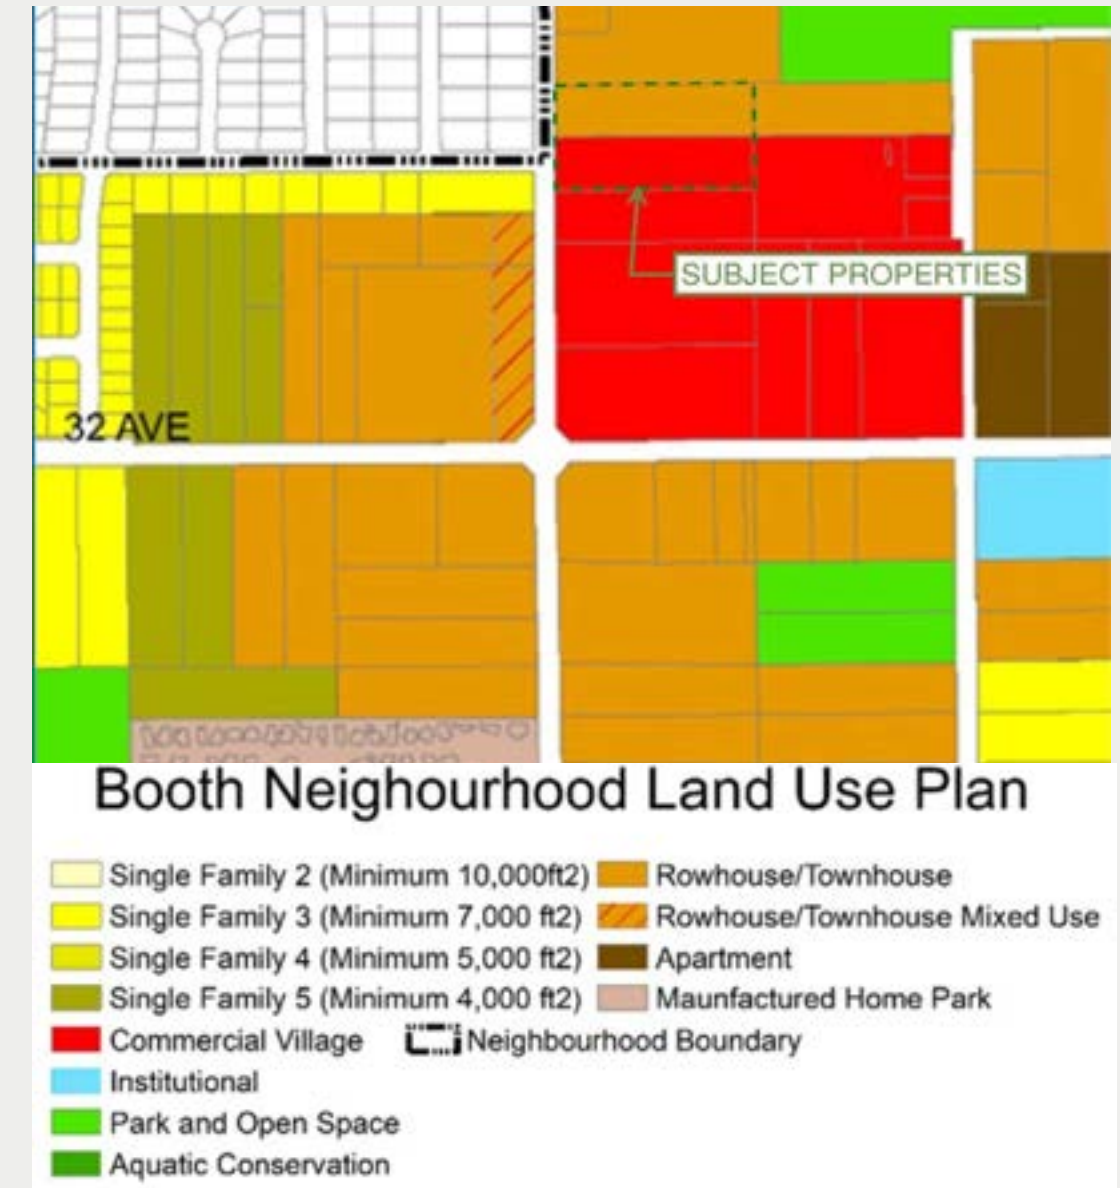 SUBJECT PROPERTIES
32 AVE
Booth Neighourhood Land Use Plan
Single Family 2 (Minimum 10,000ft2)
Single Family 3 (Minimum 7,000 ft2)
Single Family 4 (Minimum 5,000 ft2)
Single Family 5 (Minimum 4,000 ft2)
Commercial Village
Institutional
Park and Open Space
Aquatic Conservation
Rowhouse/Townhouse
Rowhouse/Townhouse Mixed Use
Apartment
Maunfactured Home Park
Neighbourhood Boundary